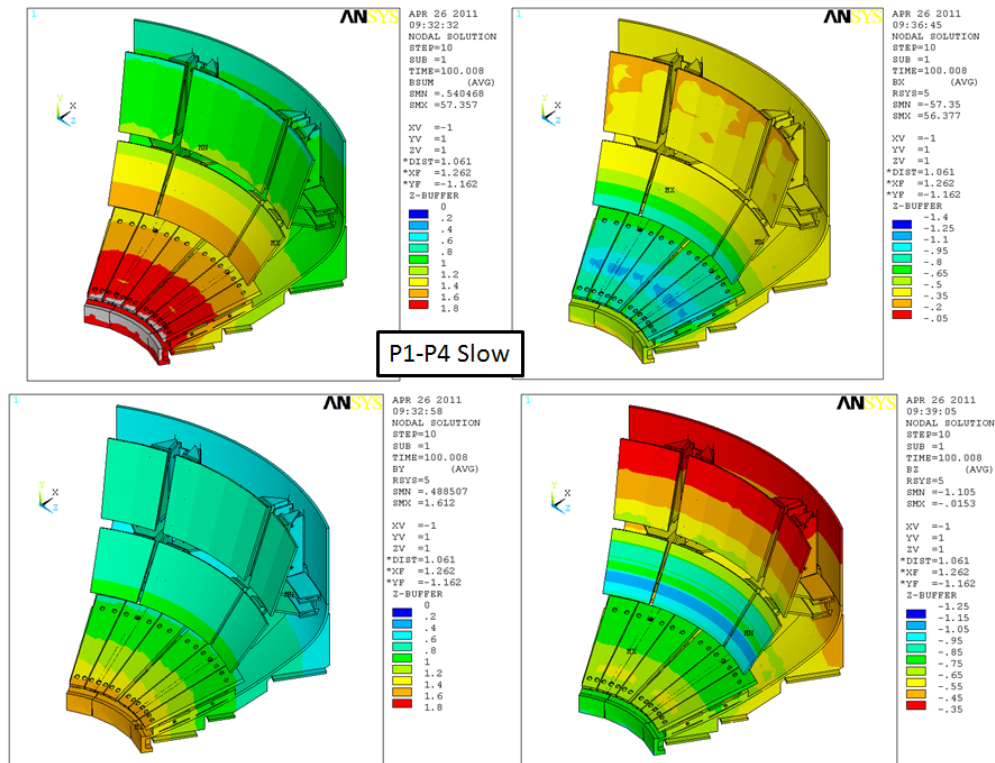 1
ANSYS
APR 26 2011
09:32:32
NODAL SOLUTION
STEP=10
SUB =1
TIME=100.008
BSUM (AVG)
SMN =.540468
SMX =57.357
XV =-1
YV =1
ZV =1
*DIST=1.061
*XF =1.262
*YF =-1.162
Z-BUFFER
0
.2
.4
.6
.8
1
1.2
1.4
1.6
1.8
Y
X
Z
MN
MX
1
ANSYS
APR 26 2011
09:36:45
NODAL SOLUTION
STEP=10
SUB =1
TIME=100.008
BX (AVG)
RSYS=5
SMN =-57.35
SMX =56.377
XV =-1
YV =1
ZV =1
*DIST=1.061
*XF =1.262
*YF =-1.162
Z-BUFFER
-1.4
-1.25
-1.1
-.95
-.8
-.65
-.5
-.35
-.2
-.05
Y
X
Z
MX
P1-P4 Slow
1
ANSYS
APR 26 2011
09:32:58
NODAL SOLUTION
STEP=10
SUB =1
TIME=100.008
BY (AVG)
RSYS=5
SMN =.488507
SMX =1.612
XV =-1
YV =1
ZV =1
*DIST=1.061
*XF =1.262
*YF =-1.162
Z-BUFFER
0
.2
.4
.6
.8
1
1.2
1.4
1.6
1.8
Y
X
Z
MN
1
ANSYS
APR 26 2011
09:39:05
NODAL SOLUTION
STEP=10
SUB =1
TIME=100.008
BZ (AVG)
RSYS=5
SMN =-1.105
SMX =-.0153
XV =-1
YV =1
ZV =1
*DIST=1.061
*XF =1.262
*YF =-1.162
Z-BUFFER
-1.25
-1.15
-1.05
-.95
-.85
-.75
-.65
-.55
-.45
-.35
Y
X
Z
MN
MX